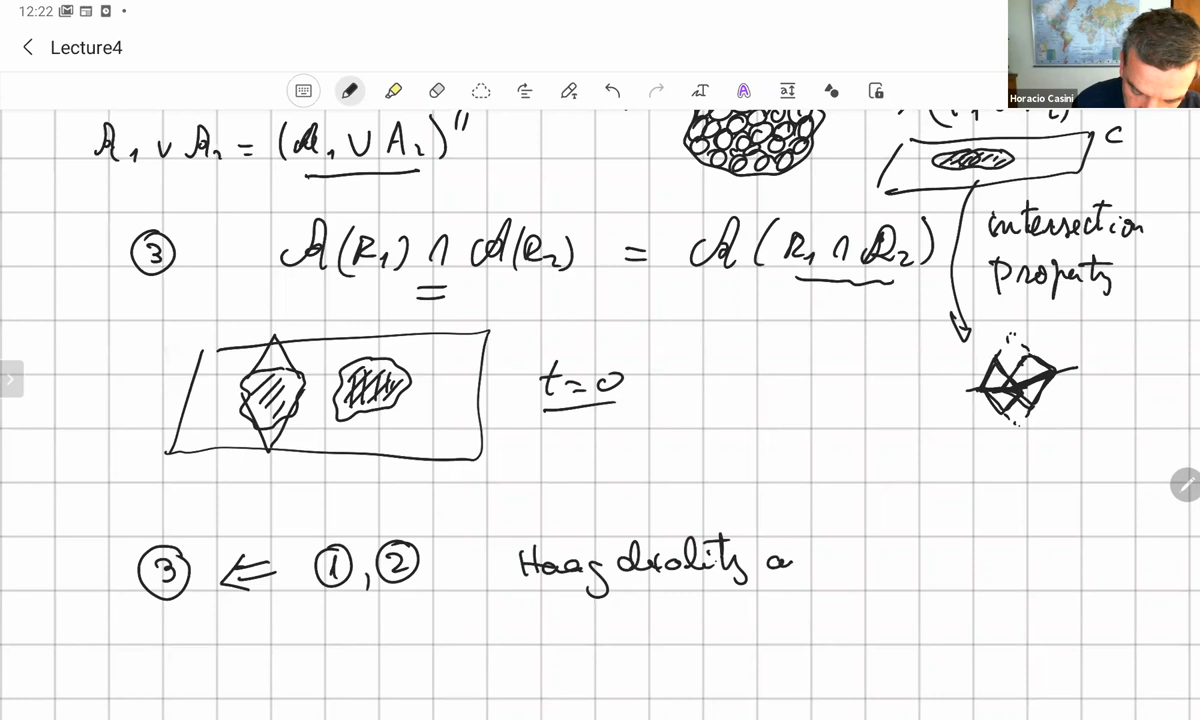 12:22
Lecture4
Horacio Casini
A₁ ∨ A₂ = (A₁ ∪ A₂)''
C
③ A(R₁) ∩ A(R₂) = A(R₁ ∩ R₂)
intersection
property
t=0
③ ⇐ ①, ② Haag duality a